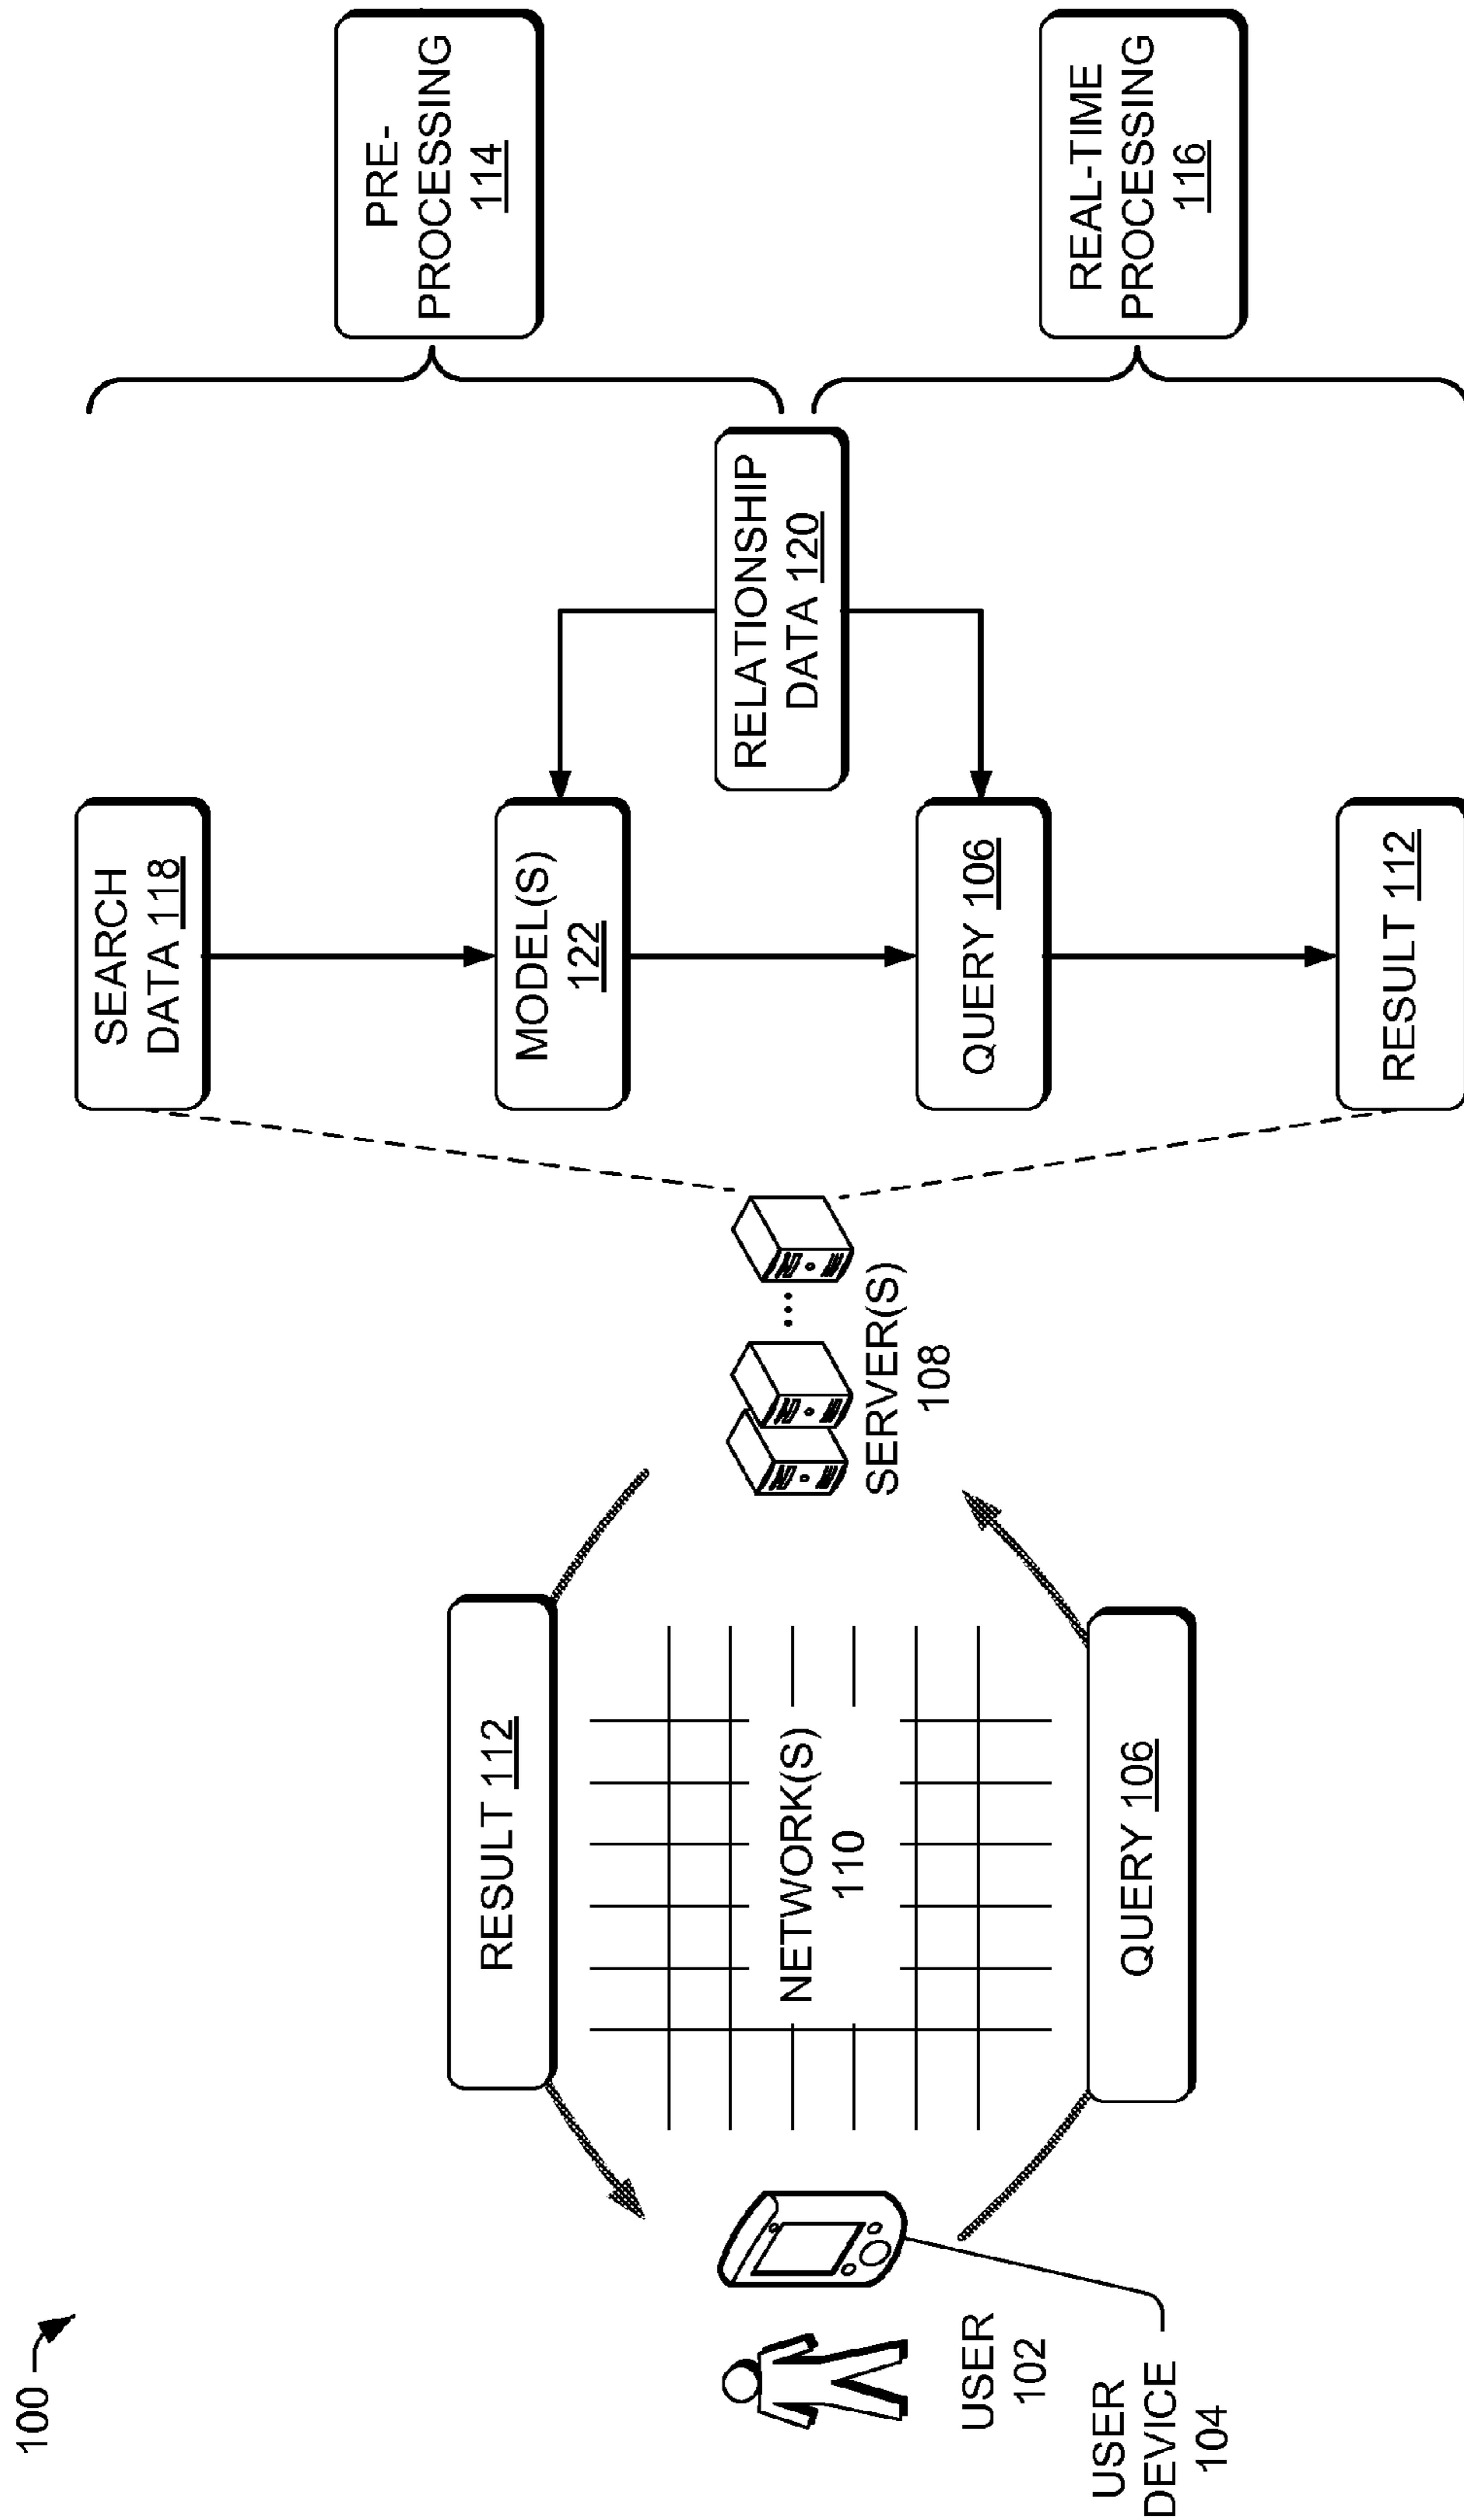 100
USER
102
USER
DEVICE
104
RESULT 112
NETWORK(S)
110
QUERY 106
SERVER(S)
108
SEARCH
DATA 118
MODEL(S)
122
RELATIONSHIP
DATA 120
QUERY 106
RESULT 112
PRE-
PROCESSING
114
REAL-TIME
PROCESSING
116